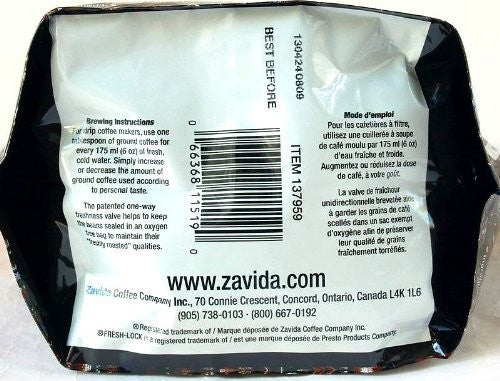 1304240809
BEST BEFORE
Brewing Instructions
For drip coffee makers, use one
tablespoon of ground coffee for
every 175 ml (6 oz) of fresh,
cold water. Simply increase
or decrease the amount of
ground coffee used according
to personal taste.
The patented one-way
freshness valve helps to keep
the beans sealed in an oxygen
free bag to maintain their
"freshly roasted" qualities.
0 66368 11519 0
ITEM 137959
Mode d'emploi
Pour les cafetières à filtre,
utilisez une cuillerée à soupe
de café moulu par 175 ml (6 oz)
d'eau fraîche et froide.
Augmentez ou réduisez la dose
de café, à votre goût.
La valve de fraîcheur
unidirectionnelle brevetée aide
à garder les grains de café
scellés dans un sac exempt
d'oxygène afin de préserver
leur qualité de grains
fraîchement torréfiés.
www.zavida.com
Zavida Coffee Company Inc., 70 Connie Crescent, Concord, Ontario, Canada L4K 1L6
(905) 738-0103 · (800) 667-0192
®Registered trademark of / Marque déposée de Zavida Coffee Company Inc.
®FRESH-LOCK is a registered trademark of / est une marque déposée de Presto Products Company.